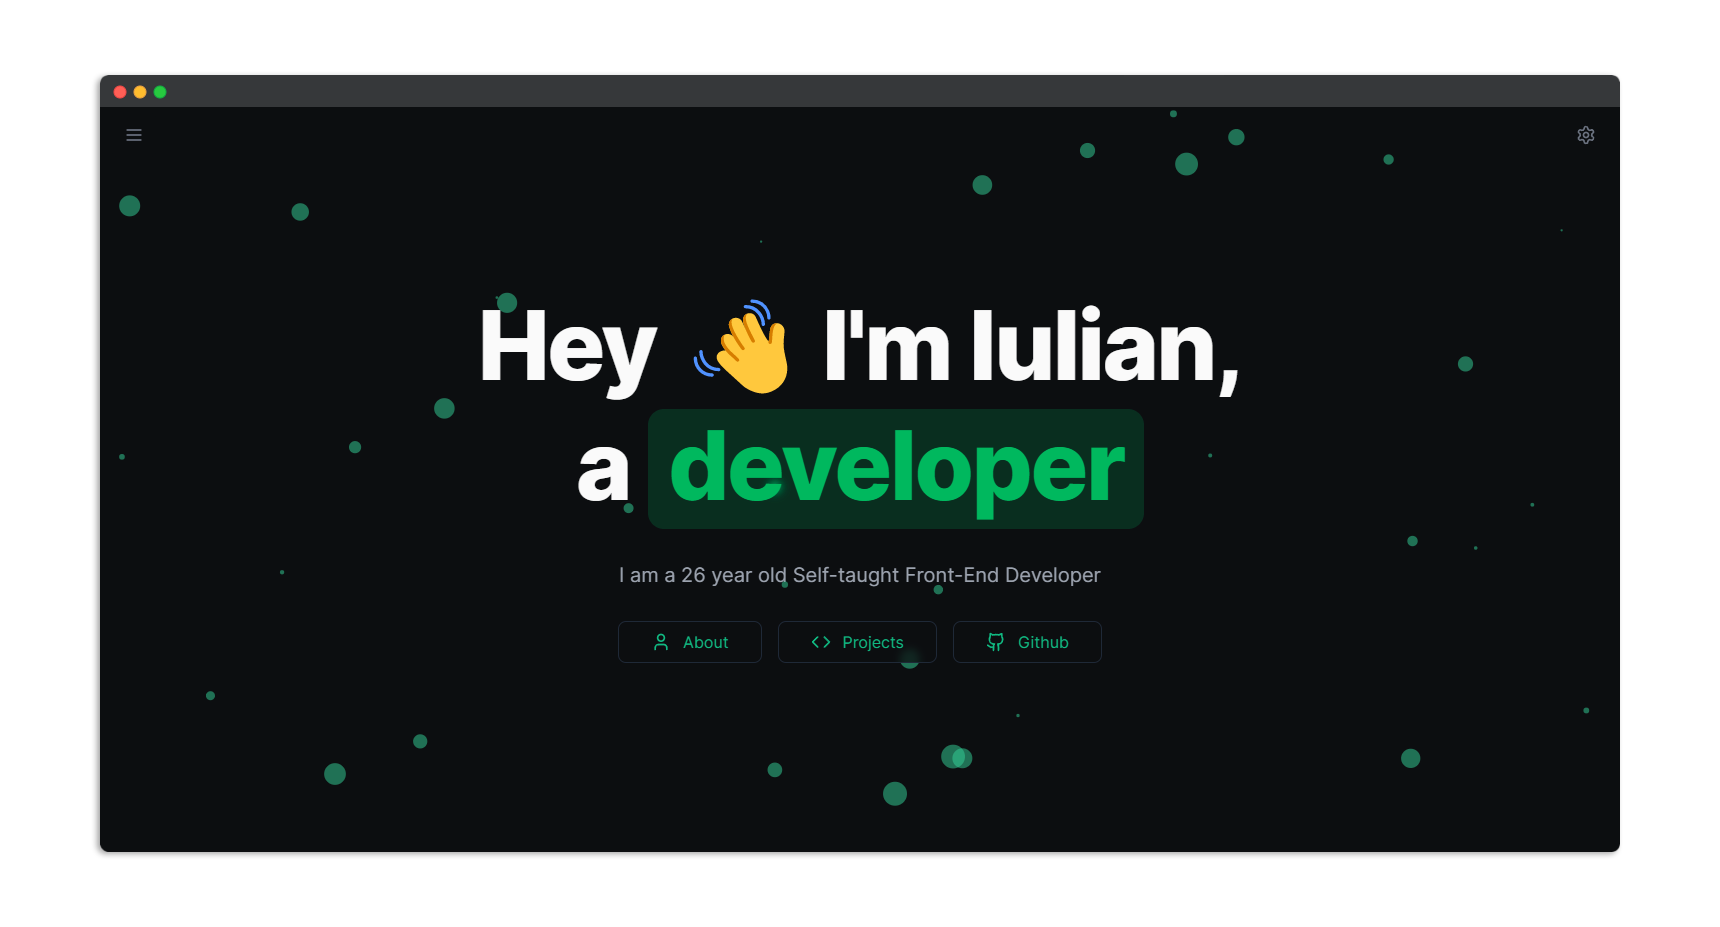 Hey 👋 I'm Iulian,
a developer
I am a 26 year old Self-taught Front-End Developer
About
Projects
Github